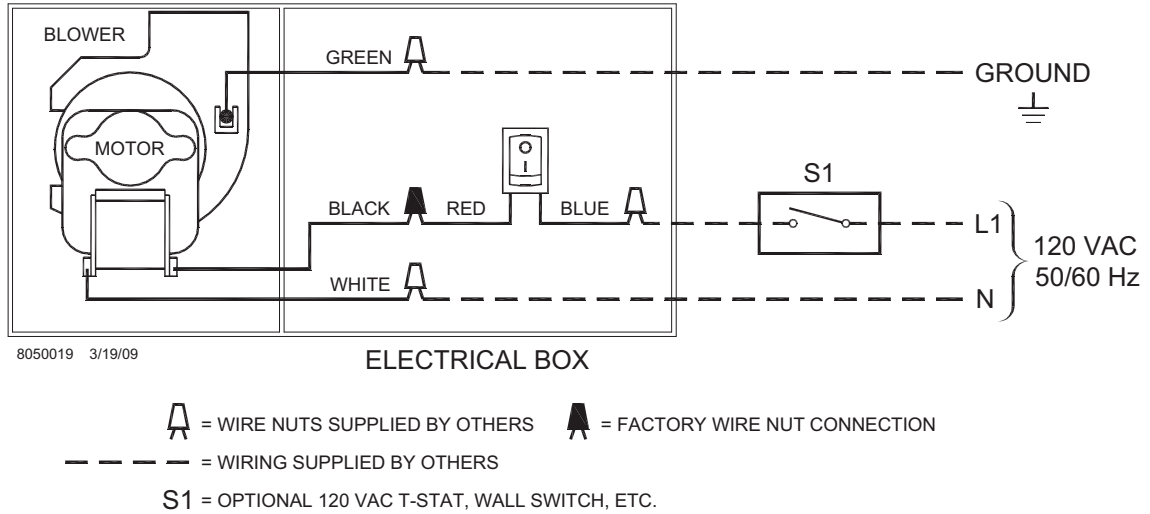 BLOWER
GREEN
GROUND
MOTOR
O
I
S1
BLACK
RED
BLUE
L1
120 VAC
50/60 Hz
WHITE
N
8050019 3/19/09
ELECTRICAL BOX
= WIRE NUTS SUPPLIED BY OTHERS
= FACTORY WIRE NUT CONNECTION
= WIRING SUPPLIED BY OTHERS
S1 = OPTIONAL 120 VAC T-STAT, WALL SWITCH, ETC.